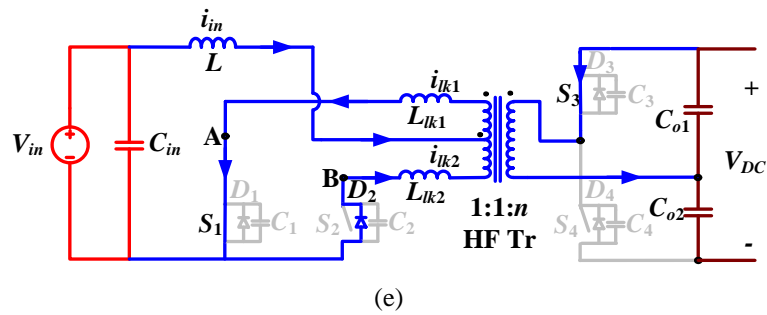 i_in
L
i_lk1
L_lk1
S_3
D_3
C_3
C_o1
+
V_in
C_in
A
i_lk2
L_lk2
B
V_DC
D_1
S_1
C_1
D_2
S_2
C_2
1:1:n
HF Tr
D_4
S_4
C_4
C_o2
-
(e)